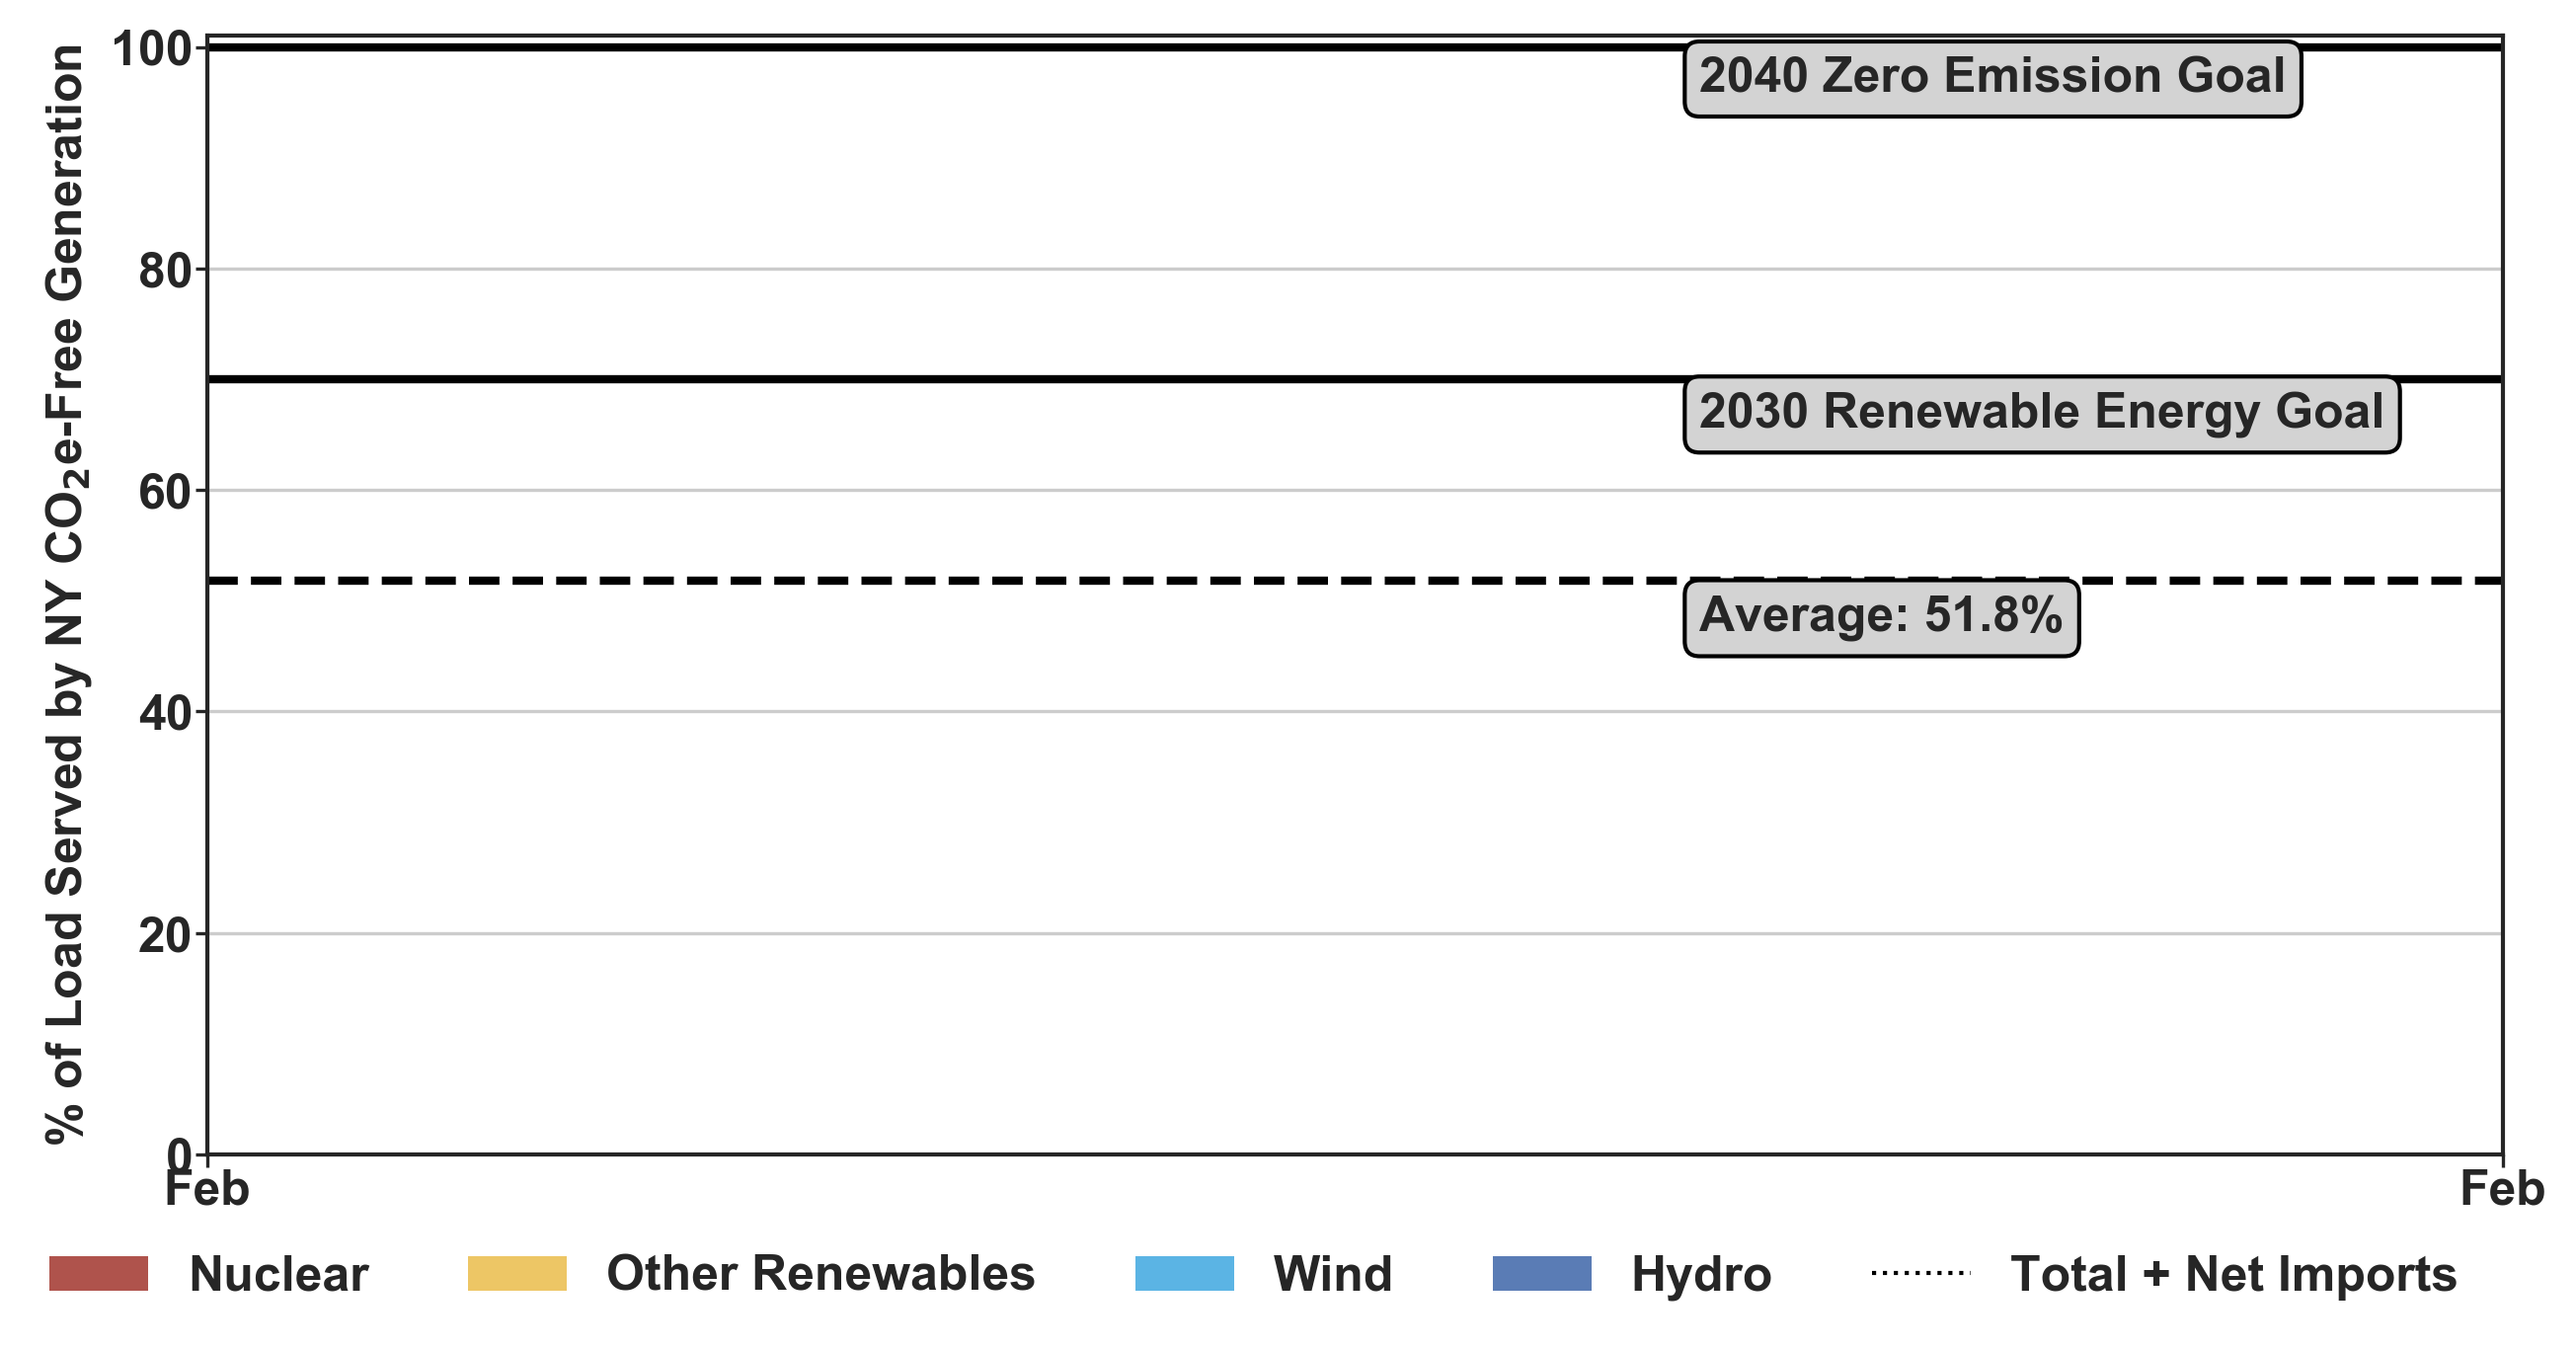 % of Load Served by NY CO₂e-Free Generation
100
80
60
40
20
0
2040 Zero Emission Goal
2030 Renewable Energy Goal
Average: 51.8%
Feb
Feb
Nuclear
Other Renewables
Wind
Hydro
Total + Net Imports